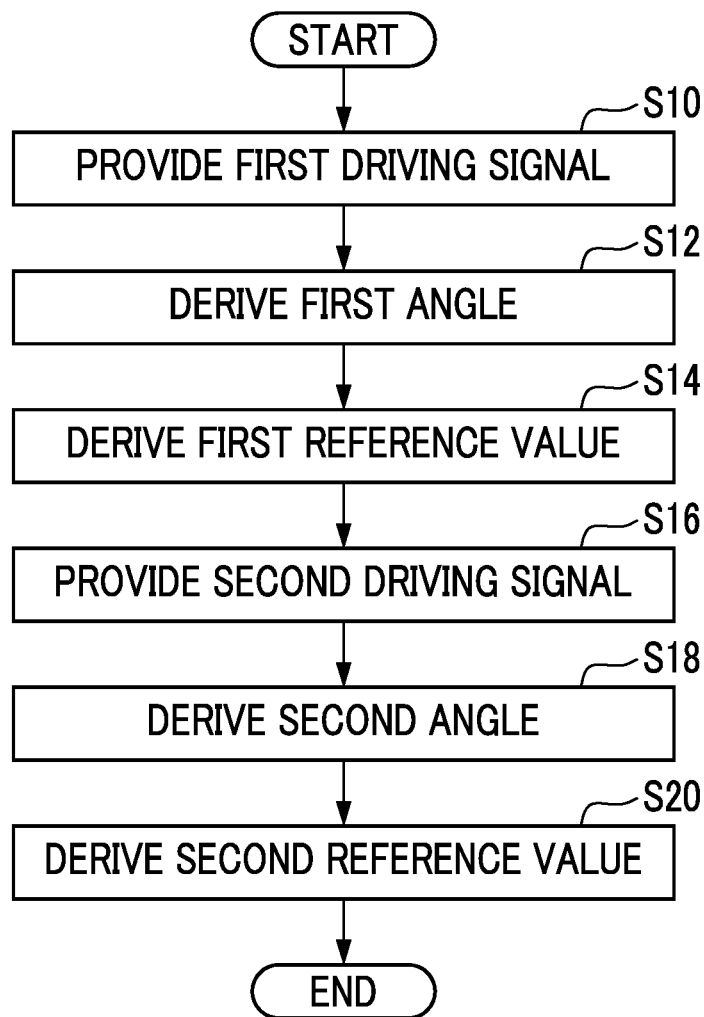 START
S10
PROVIDE FIRST DRIVING SIGNAL
S12
DERIVE FIRST ANGLE
S14
DERIVE FIRST REFERENCE VALUE
S16
PROVIDE SECOND DRIVING SIGNAL
S18
DERIVE SECOND ANGLE
S20
DERIVE SECOND REFERENCE VALUE
END